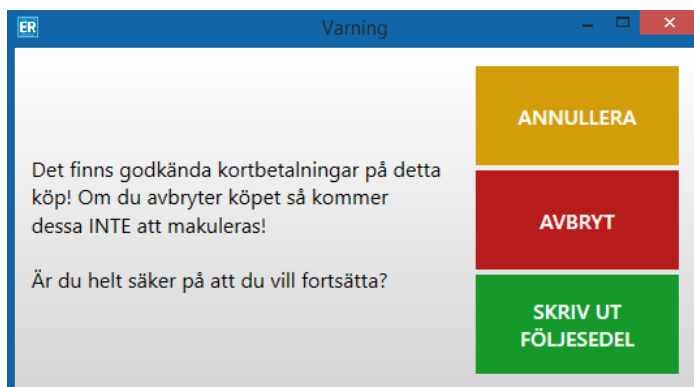 ER
Varning
Det finns godkända kortbetalningar på detta
köp! Om du avbryter köpet så kommer
dessa INTE att makuleras!
Är du helt säker på att du vill fortsätta?
ANNULLERA
AVBRYT
SKRIV UT
FÖLJESEDEL